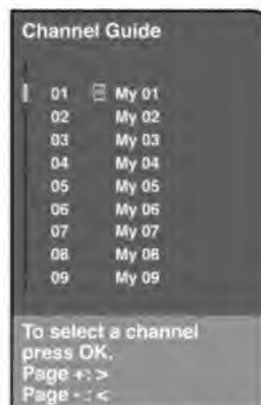 Channel Guide
01 My 01
02 My 02
03 My 03
04 My 04
05 My 05
06 My 06
07 My 07
08 My 08
09 My 09
To select a channel
press OK.
Page +: >
Page - : <